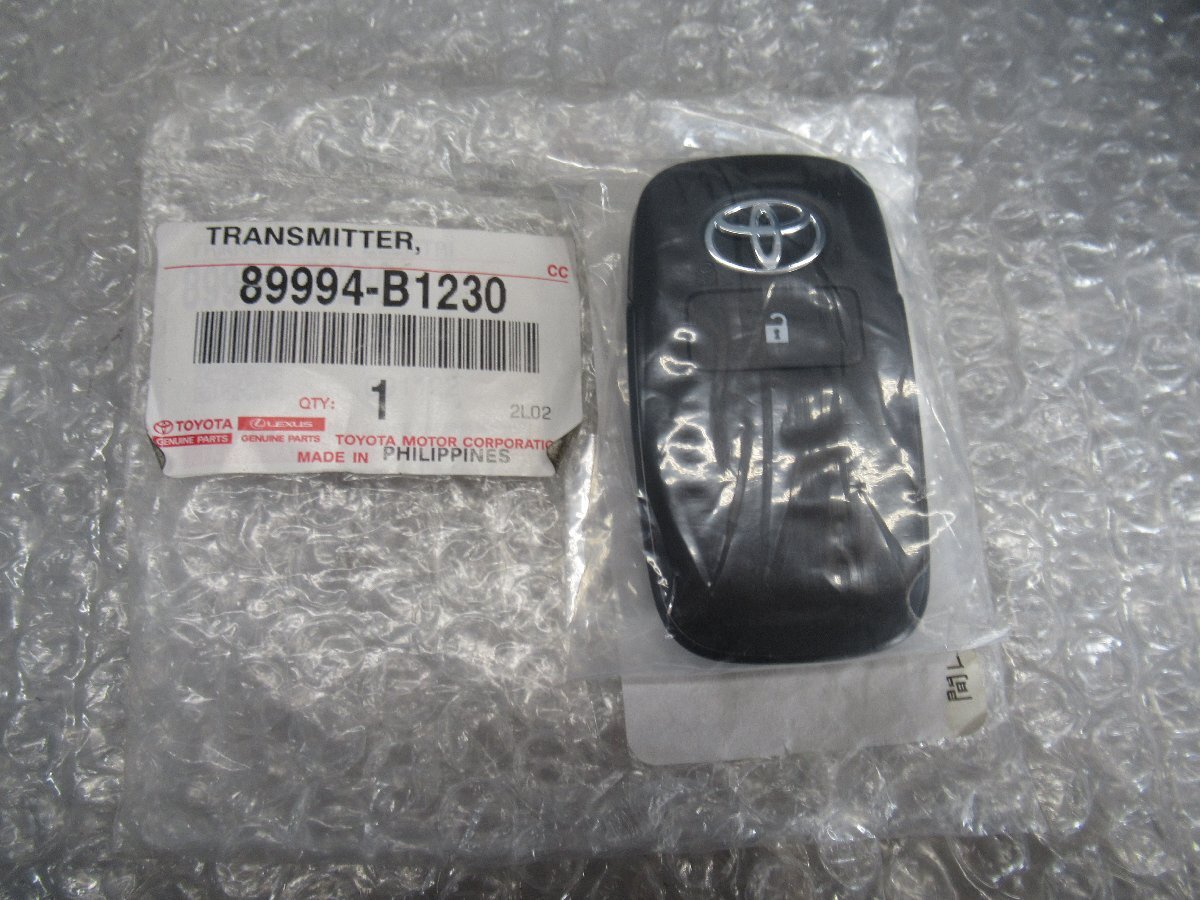 TRANSMITTER,
CC
89994-B1230
QTY: 1
2L02
TOYOTA LEXUS
GENUINE PARTS GENUINE PARTS TOYOTA MOTOR CORPORATIO
MADE IN PHILIPPINES